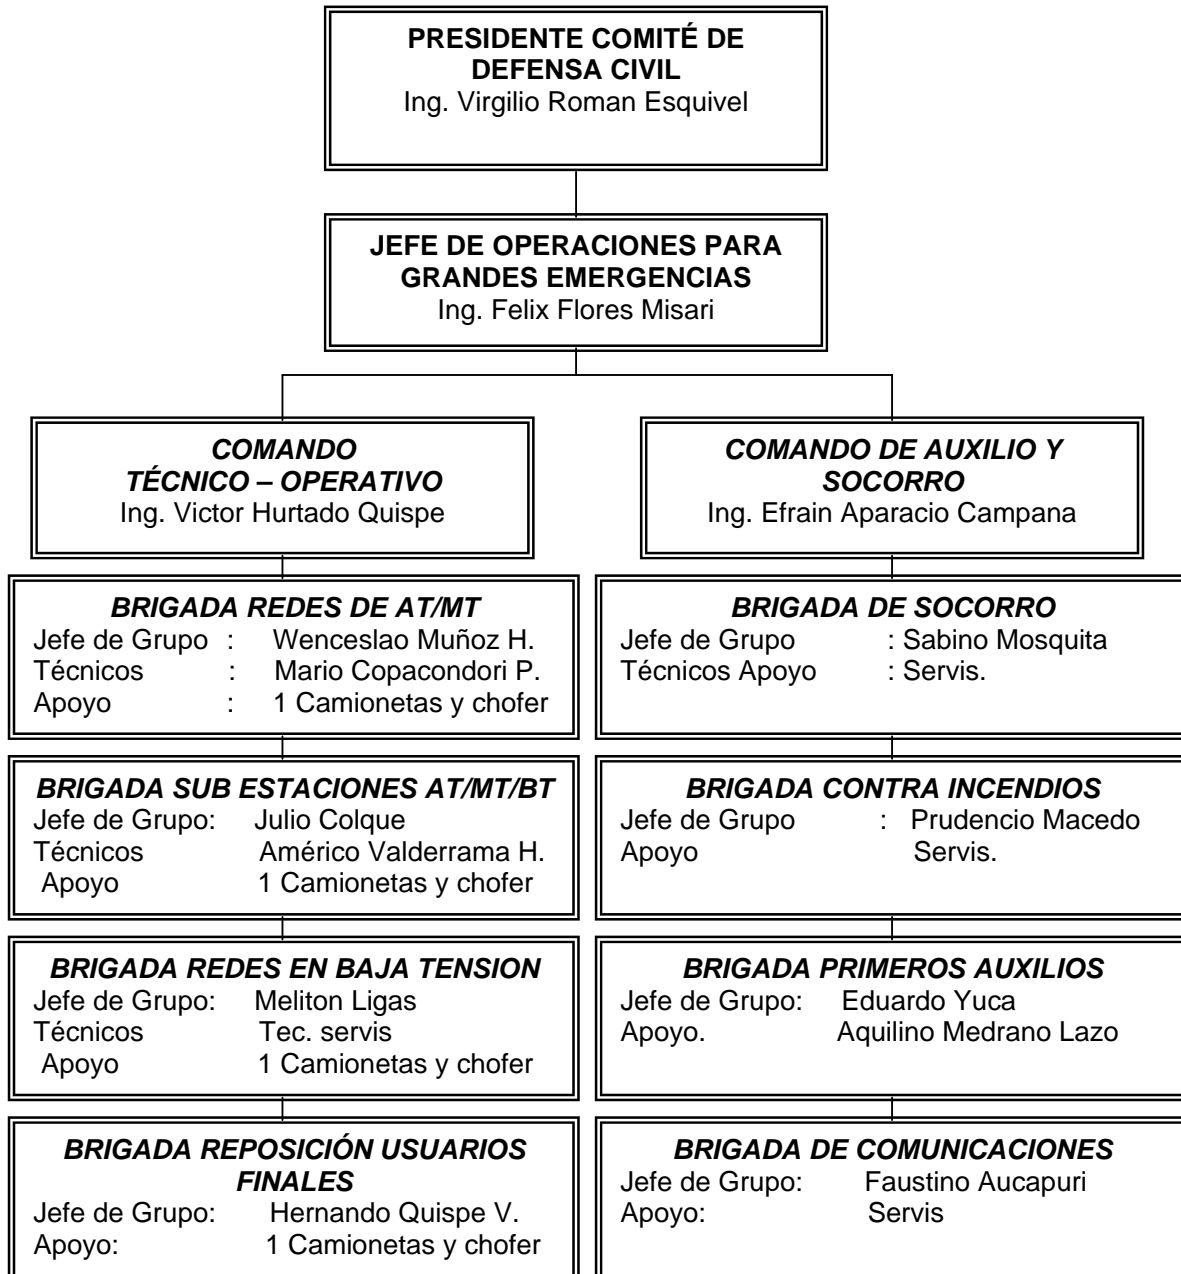 PRESIDENTE COMITÉ DE
DEFENSA CIVIL
Ing. Virgilio Roman Esquivel
JEFE DE OPERACIONES PARA
GRANDES EMERGENCIAS
Ing. Felix Flores Misari
COMANDO
TÉCNICO – OPERATIVO
Ing. Victor Hurtado Quispe
COMANDO DE AUXILIO Y
SOCORRO
Ing. Efrain Aparacio Campana
BRIGADA REDES DE AT/MT
Jefe de Grupo : Wenceslao Muñoz H.
Técnicos : Mario Copacondori P.
Apoyo : 1 Camionetas y chofer
BRIGADA SUB ESTACIONES AT/MT/BT
Jefe de Grupo: Julio Colque
Técnicos Américo Valderrama H.
Apoyo 1 Camionetas y chofer
BRIGADA REDES EN BAJA TENSION
Jefe de Grupo: Meliton Ligas
Técnicos Tec. servis
Apoyo 1 Camionetas y chofer
BRIGADA REPOSICIÓN USUARIOS
FINALES
Jefe de Grupo: Hernando Quispe V.
Apoyo: 1 Camionetas y chofer
BRIGADA DE SOCORRO
Jefe de Grupo : Sabino Mosquita
Técnicos Apoyo : Servis.
BRIGADA CONTRA INCENDIOS
Jefe de Grupo : Prudencio Macedo
Apoyo Servis.
BRIGADA PRIMEROS AUXILIOS
Jefe de Grupo: Eduardo Yuca
Apoyo. Aquilino Medrano Lazo
BRIGADA DE COMUNICACIONES
Jefe de Grupo: Faustino Aucapuri
Apoyo: Servis